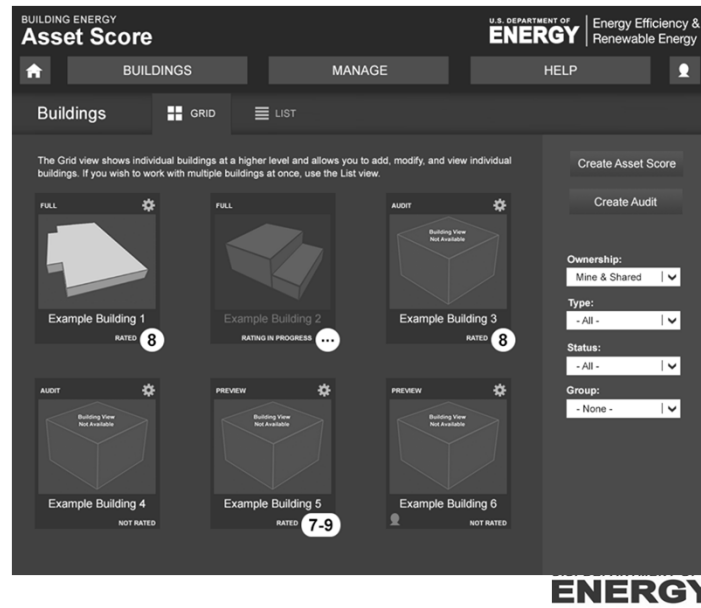 BUILDING ENERGY
Asset Score
U.S. DEPARTMENT OF
ENERGY
Energy Efficiency &
Renewable Energy
BUILDINGS
MANAGE
HELP
Buildings
GRID
LIST
The Grid view shows individual buildings at a higher level and allows you to add, modify, and view individual
buildings. If you wish to work with multiple buildings at once, use the List view.
FULL
Example Building 1
RATED 8
FULL
Example Building 2
RATING IN PROGRESS ...
AUDIT
Building View
Not Available
Example Building 3
RATED 8
AUDIT
Building View
Not Available
Example Building 4
NOT RATED
PREVIEW
Building View
Not Available
Example Building 5
RATED 7-9
PREVIEW
Building View
Not Available
Example Building 6
NOT RATED
Create Asset Score
Create Audit
Ownership:
Mine & Shared
Type:
- All -
Status:
- All -
Group:
- None -
ENERGY